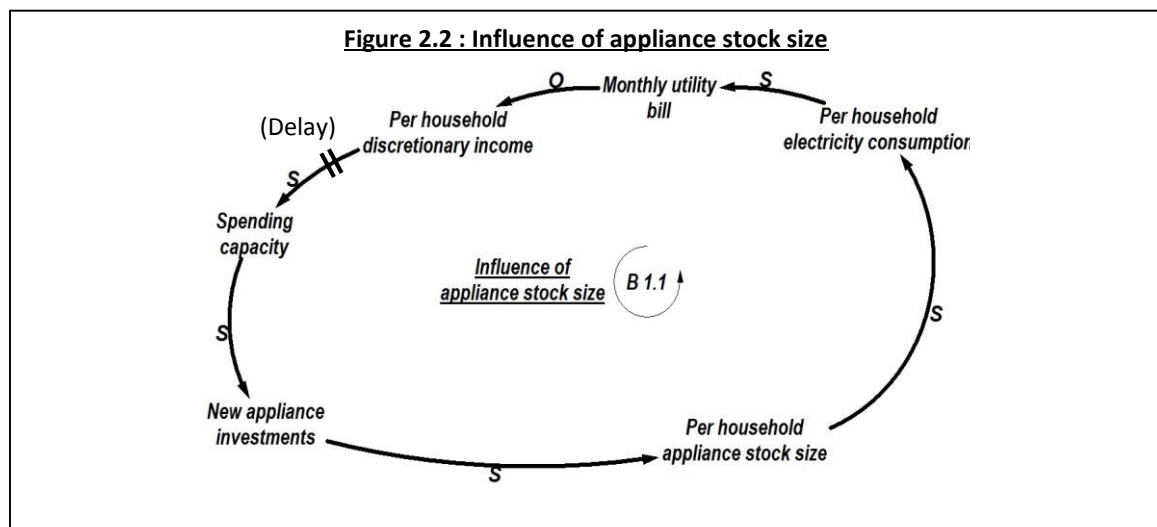 Figure 2.2 : Influence of appliance stock size
O
Monthly utility
bill
S
Per household
electricity consumption
Per household
discretionary income
(Delay)
S
Spending
capacity
Influence of
appliance stock size
B 1.1
S
S
New appliance
investments
Per household
appliance stock size
S